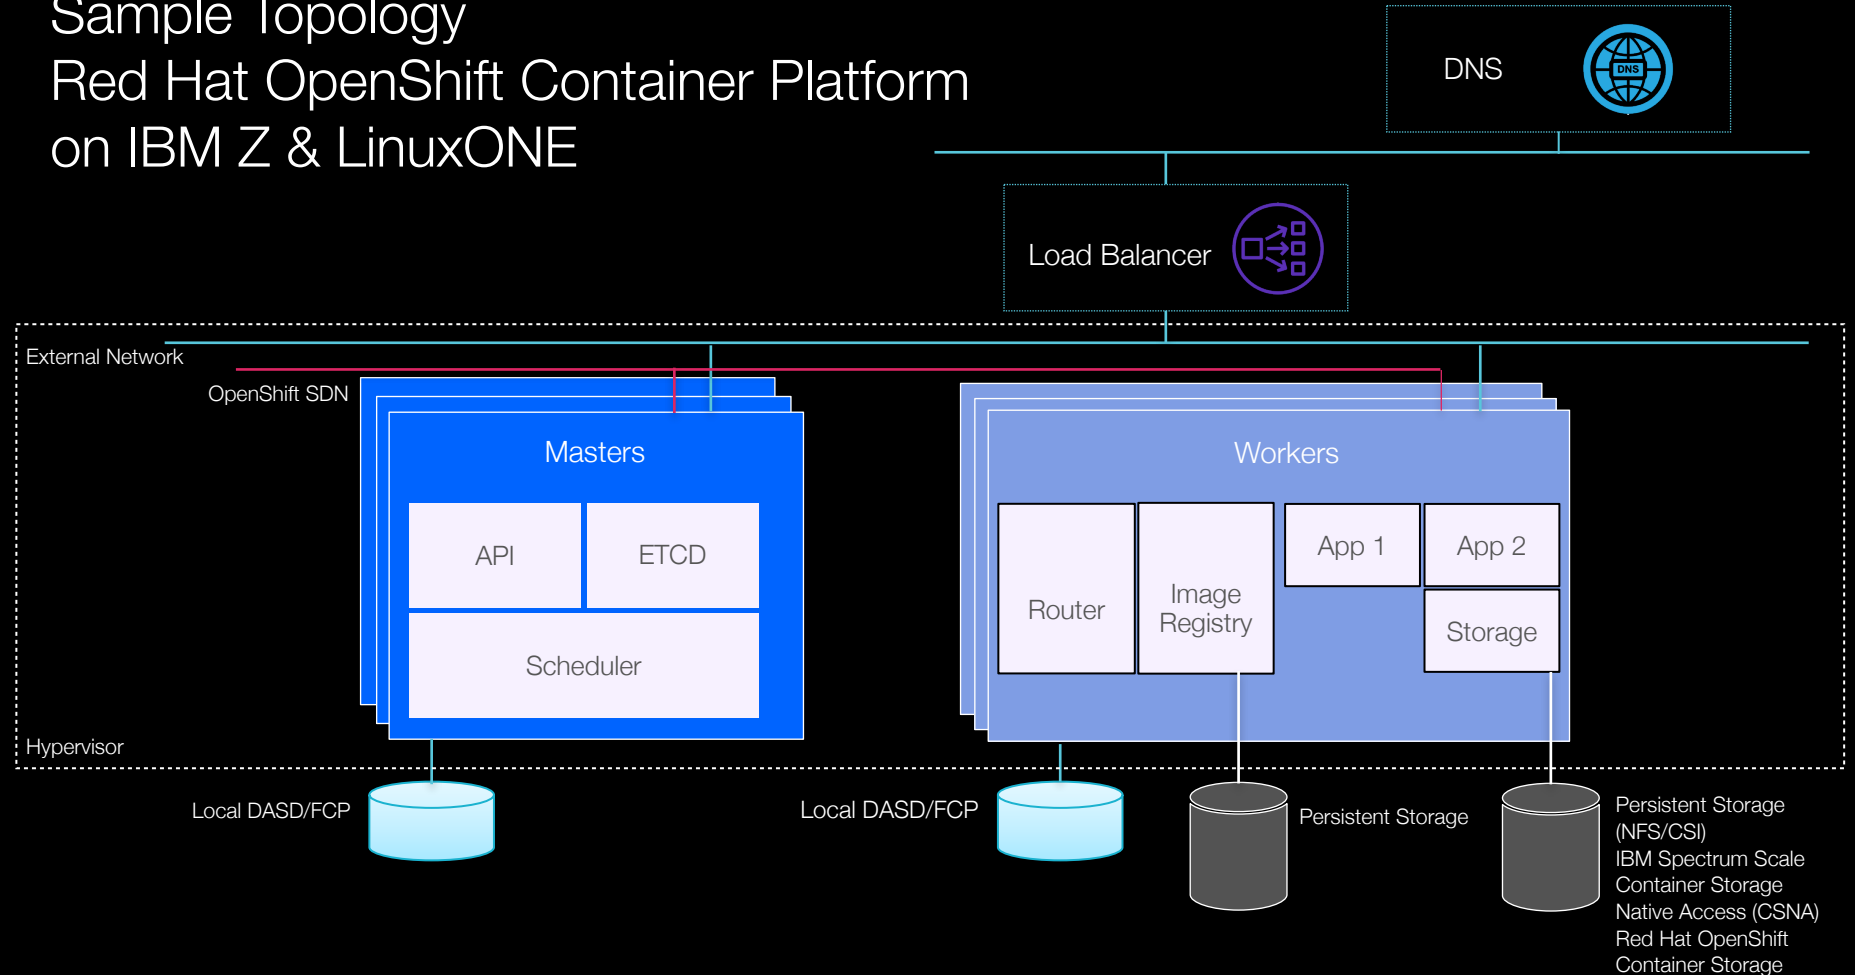 Sample Topology
Red Hat OpenShift Container Platform
on IBM Z & LinuxONE
DNS
DNS
Load Balancer
External Network
OpenShift SDN
Masters
API
ETCD
Scheduler
Workers
Router
Image
Registry
App 1
App 2
Storage
Hypervisor
Local DASD/FCP
Local DASD/FCP
Persistent Storage
Persistent Storage
(NFS/CSI)
IBM Spectrum Scale
Container Storage
Native Access (CSNA)
Red Hat OpenShift
Container Storage